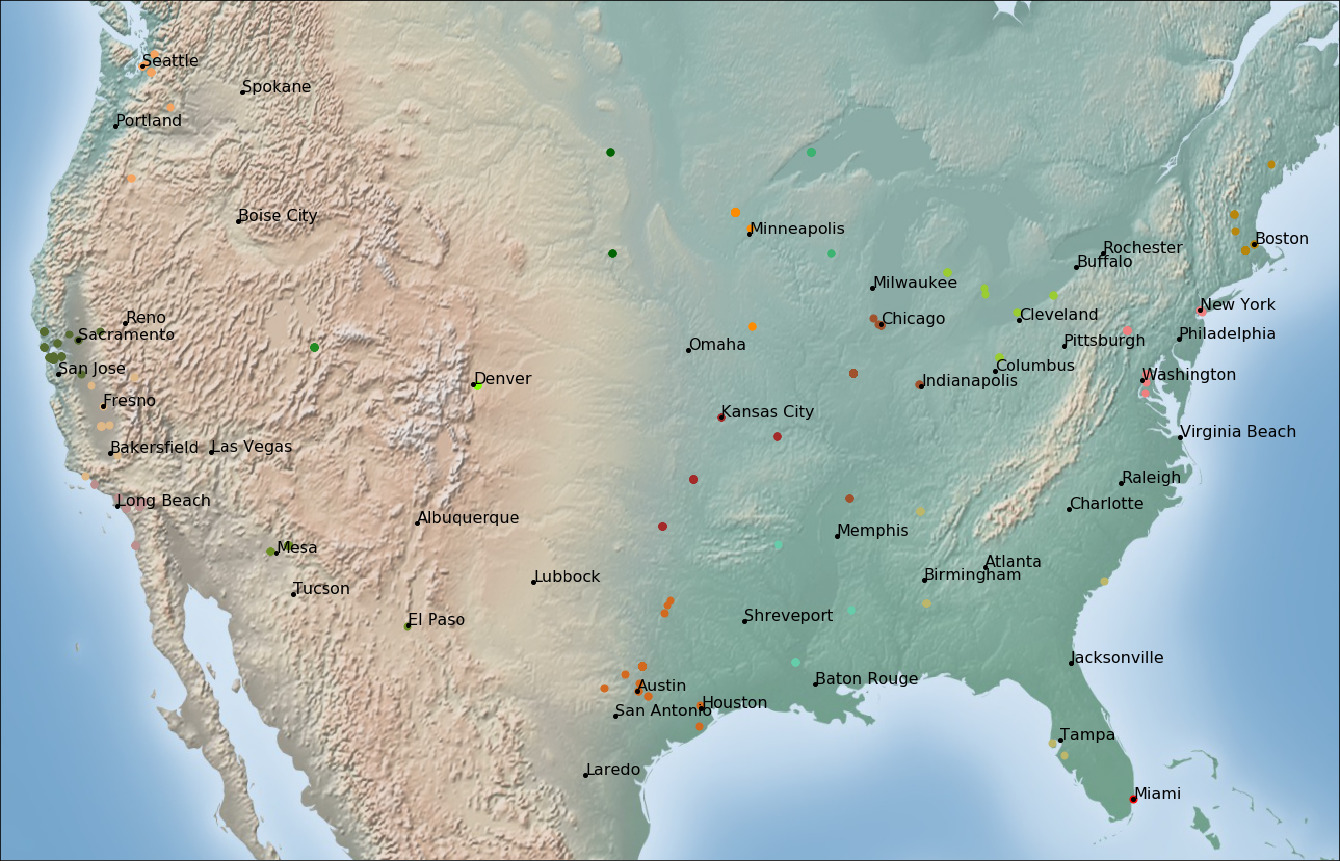 Seattle
Spokane
Portland
Boise City
Minneapolis
Boston
Rochester
Buffalo
Milwaukee
New York
Reno
Chicago
Cleveland
Sacramento
Philadelphia
Omaha
Pittsburgh
San Jose
Columbus
Denver
Indianapolis
Washington
Fresno
Kansas City
Virginia Beach
Bakersfield
Las Vegas
Raleigh
Long Beach
Charlotte
Albuquerque
Memphis
Mesa
Atlanta
Lubbock
Birmingham
Tucson
Shreveport
El Paso
Jacksonville
Baton Rouge
Austin
Houston
San Antonio
Tampa
Laredo
Miami